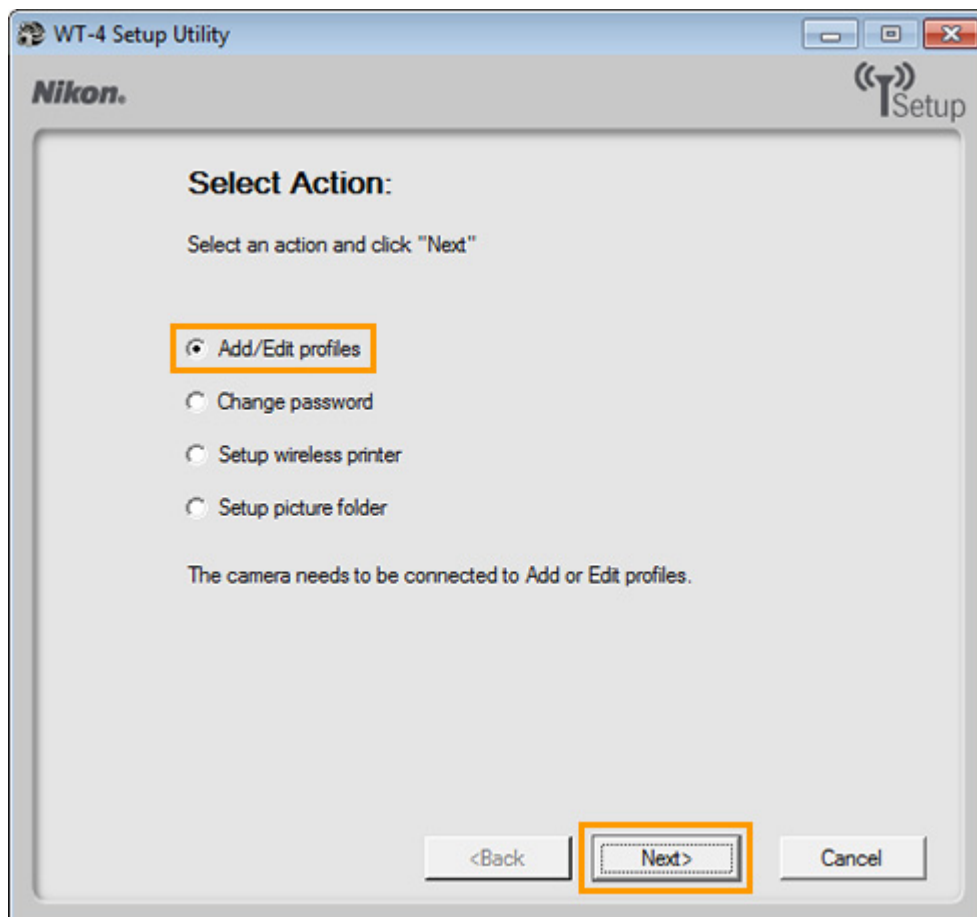 WT-4 Setup Utility
Nikon®
Setup
Select Action:
Select an action and click "Next"
Add/Edit profiles
Change password
Setup wireless printer
Setup picture folder
The camera needs to be connected to Add or Edit profiles.
<Back Next> Cancel